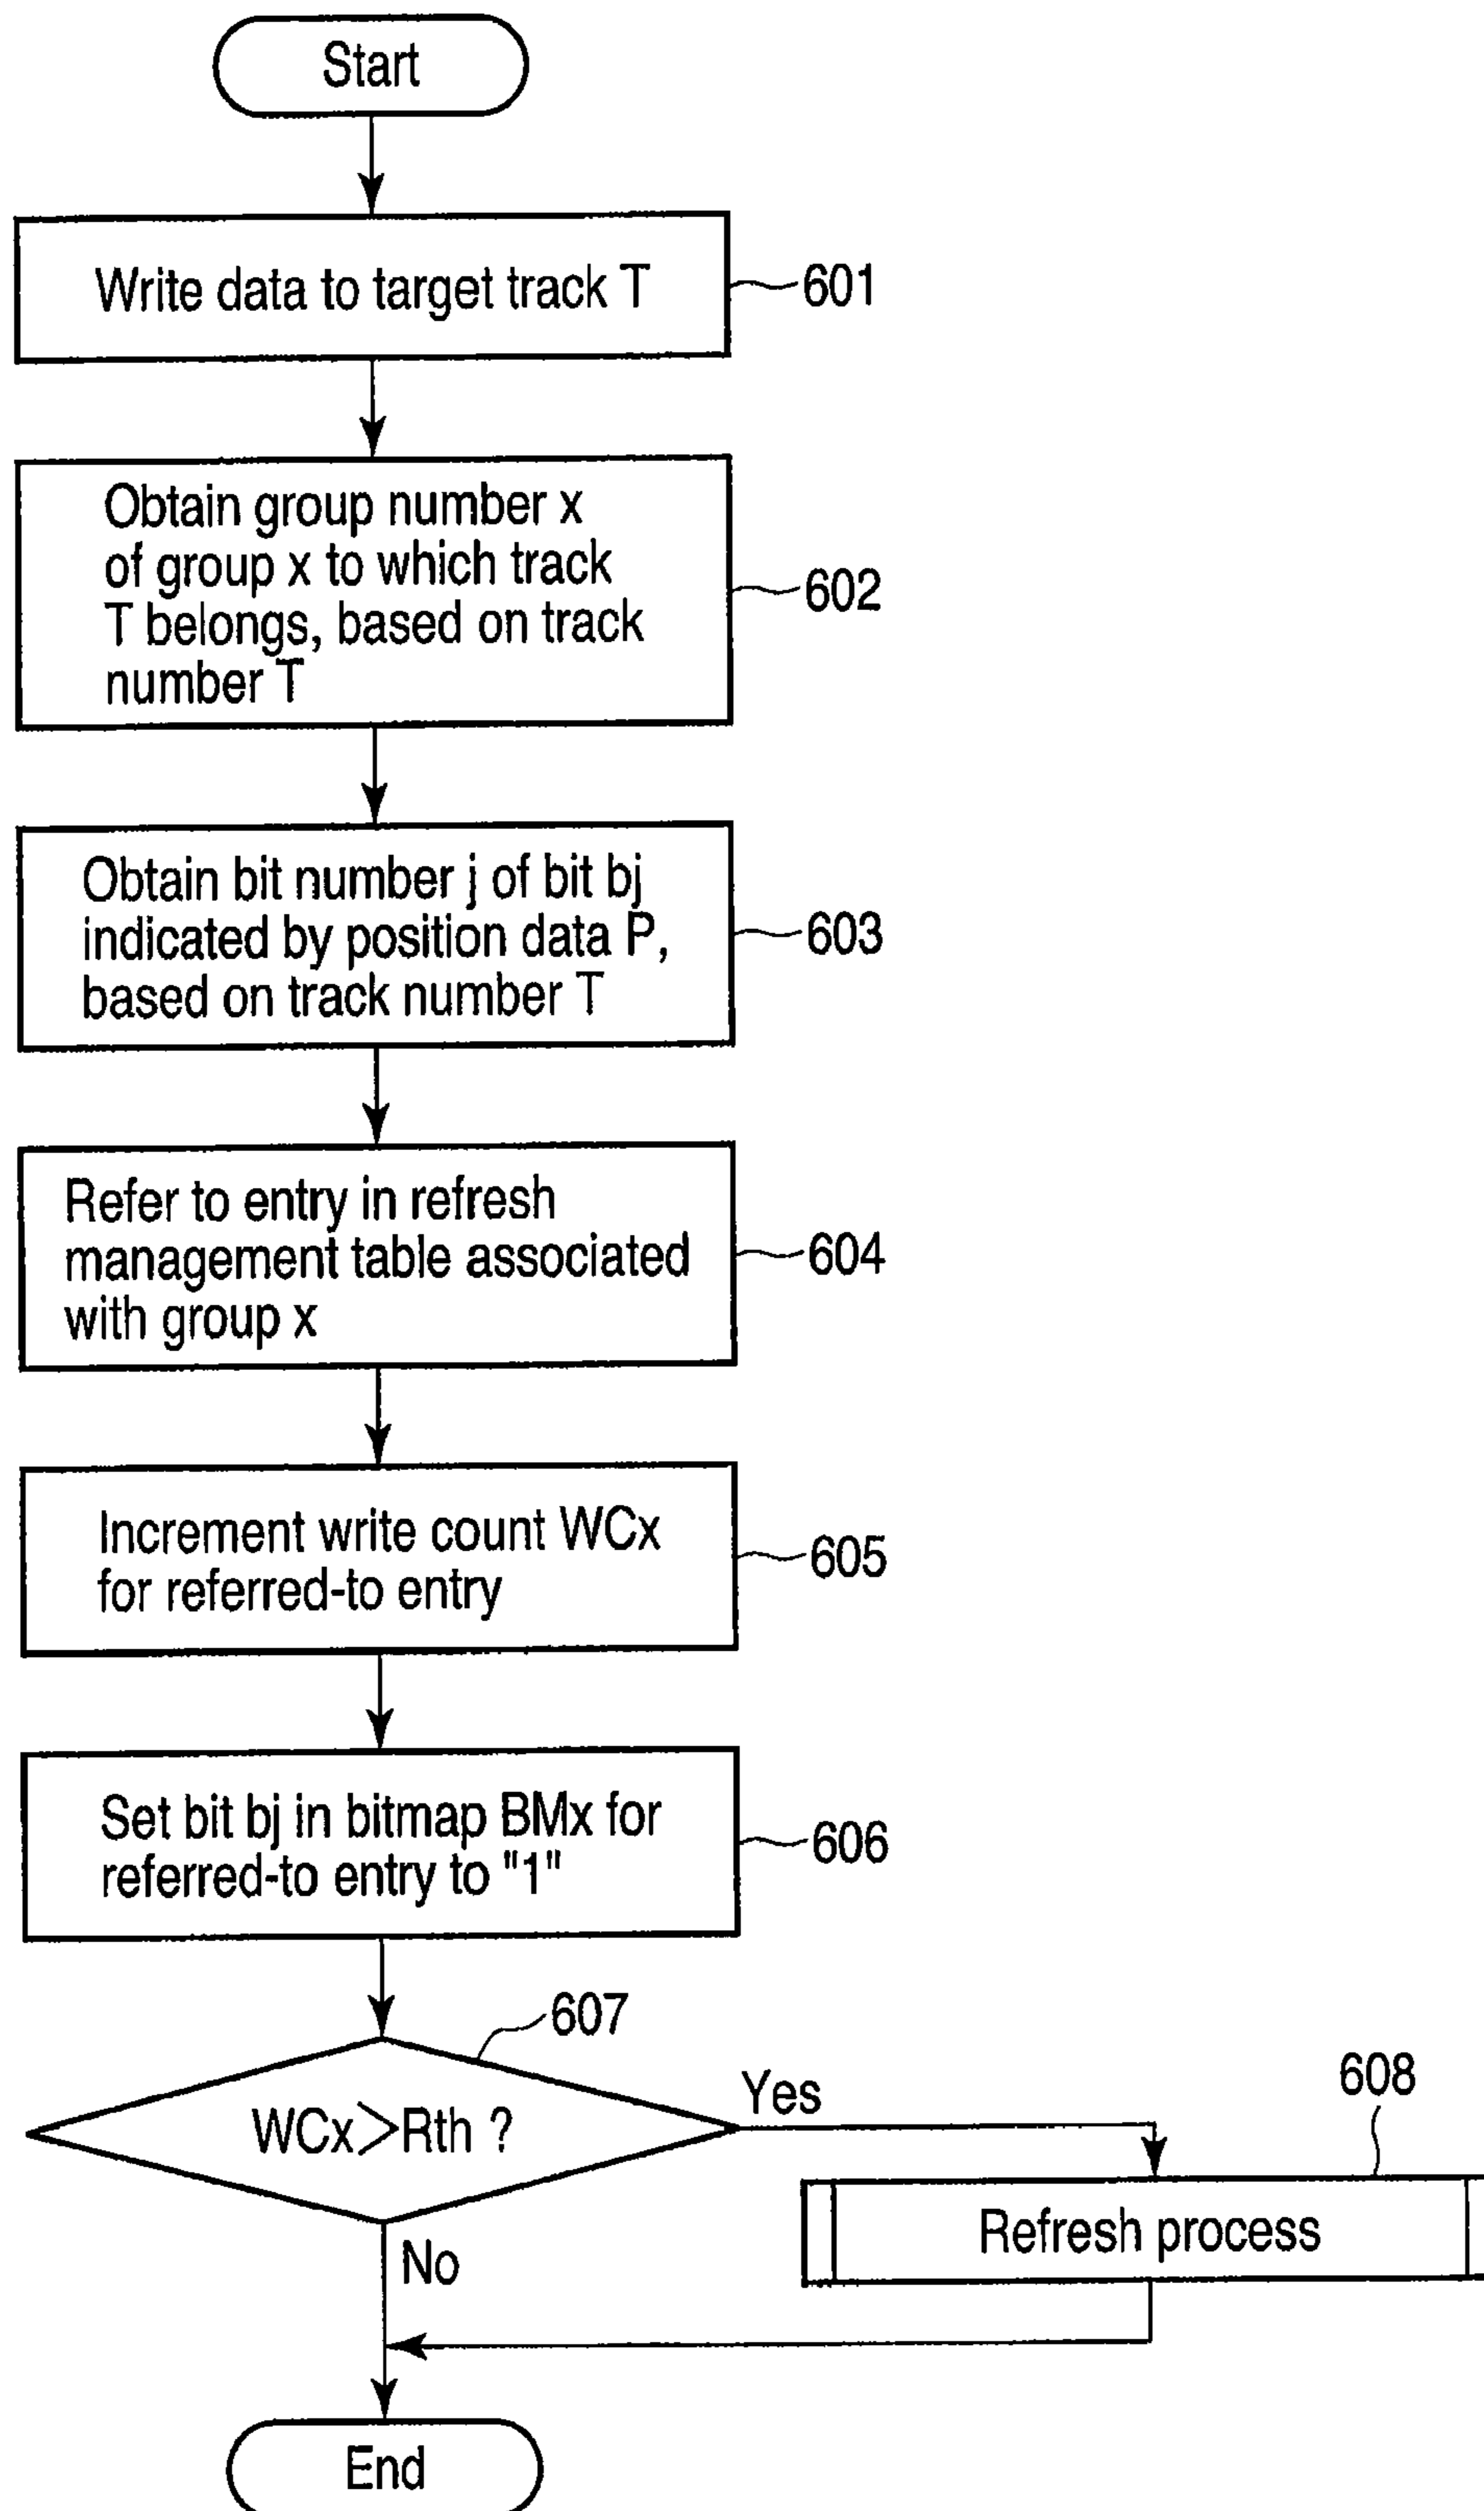 Start
Write data to target track T
601
Obtain group number x
of group x to which track
T belongs, based on track
number T
602
Obtain bit number j of bit bj
indicated by position data P,
based on track number T
603
Refer to entry in refresh
management table associated
with group x
604
Increment write count WCx
for referred-to entry
605
Set bit bj in bitmap BMx for
referred-to entry to "1"
606
607
WCx>Rth ?
Yes
608
Refresh process
No
End